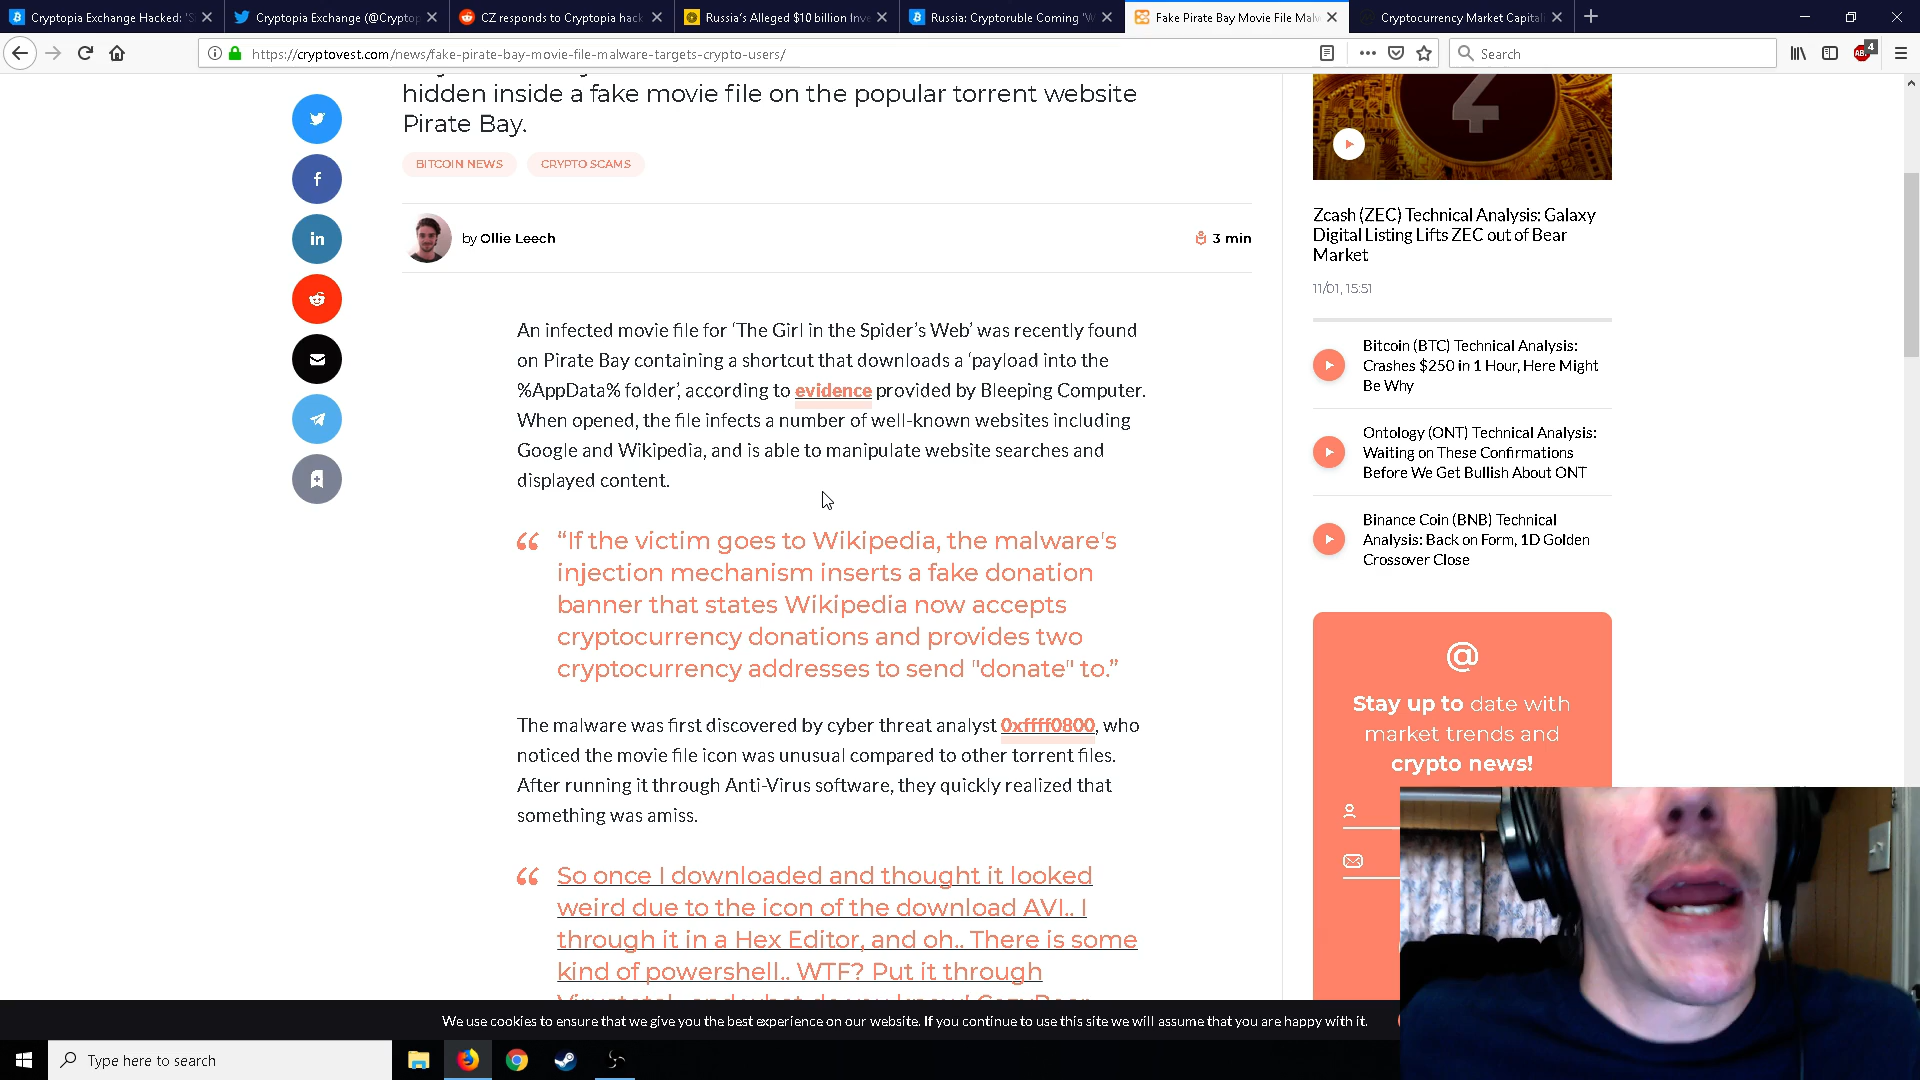 Cryptopia Exchange Hacked: 'S
Cryptopia Exchange (@Cryptop
CZ responds to Cryptopia hack
Russia's Alleged $10 billion Inve
Russia: Cryptoruble Coming 'W
Fake Pirate Bay Movie File Malw
Cryptocurrency Market Capitali
https://cryptovest.com/news/fake-pirate-bay-movie-file-malware-targets-crypto-users/
Search
4
hidden inside a fake movie file on the popular torrent website
Pirate Bay.
BITCOIN NEWS
CRYPTO SCAMS
by Ollie Leech
3 min
An infected movie file for 'The Girl in the Spider's Web' was recently found
on Pirate Bay containing a shortcut that downloads a 'payload into the
%AppData% folder', according to evidence provided by Bleeping Computer.
When opened, the file infects a number of well-known websites including
Google and Wikipedia, and is able to manipulate website searches and
displayed content.
“If the victim goes to Wikipedia, the malware's
injection mechanism inserts a fake donation
banner that states Wikipedia now accepts
cryptocurrency donations and provides two
cryptocurrency addresses to send "donate" to.”
The malware was first discovered by cyber threat analyst 0xffff0800, who
noticed the movie file icon was unusual compared to other torrent files.
After running it through Anti-Virus software, they quickly realized that
something was amiss.
So once I downloaded and thought it looked
weird due to the icon of the download AVI.. I
through it in a Hex Editor, and oh.. There is some
kind of powershell.. WTF? Put it through
Zcash (ZEC) Technical Analysis: Galaxy
Digital Listing Lifts ZEC out of Bear
Market
11/01, 15:51
Bitcoin (BTC) Technical Analysis:
Crashes $250 in 1 Hour, Here Might
Be Why
Ontology (ONT) Technical Analysis:
Waiting on These Confirmations
Before We Get Bullish About ONT
Binance Coin (BNB) Technical
Analysis: Back on Form, 1D Golden
Crossover Close
@
Stay up to date with
market trends and
crypto news!
We use cookies to ensure that we give you the best experience on our website. If you continue to use this site we will assume that you are happy with it.
Type here to search